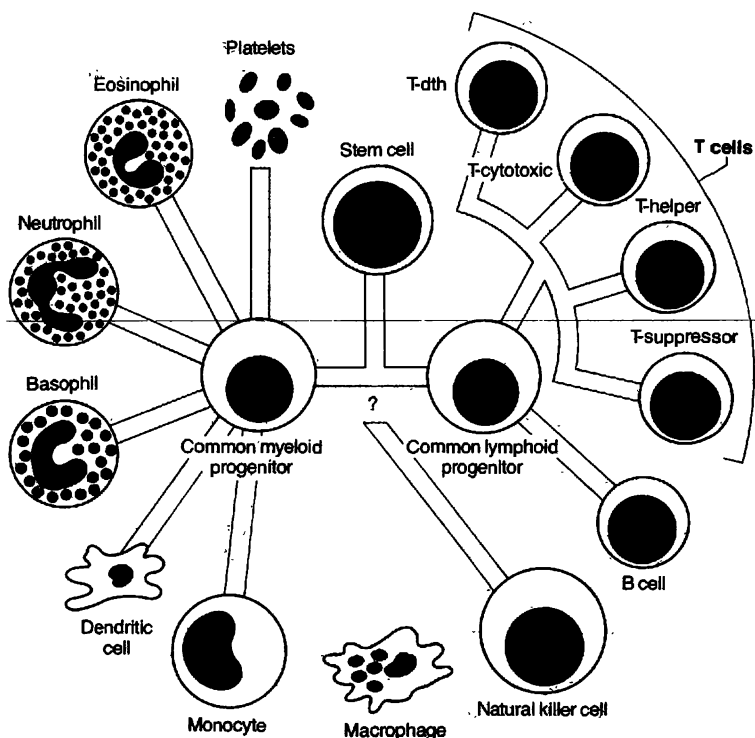 Platelets
Eosinophil
T-dth
Stem cell
T cells
T-cytotoxic
T-helper
Neutrophil
T-suppressor
Basophil
?
Common myeloid
progenitor
Common lymphoid
progenitor
B cell
Dendritic
cell
Natural killer cell
Monocyte
Macrophage